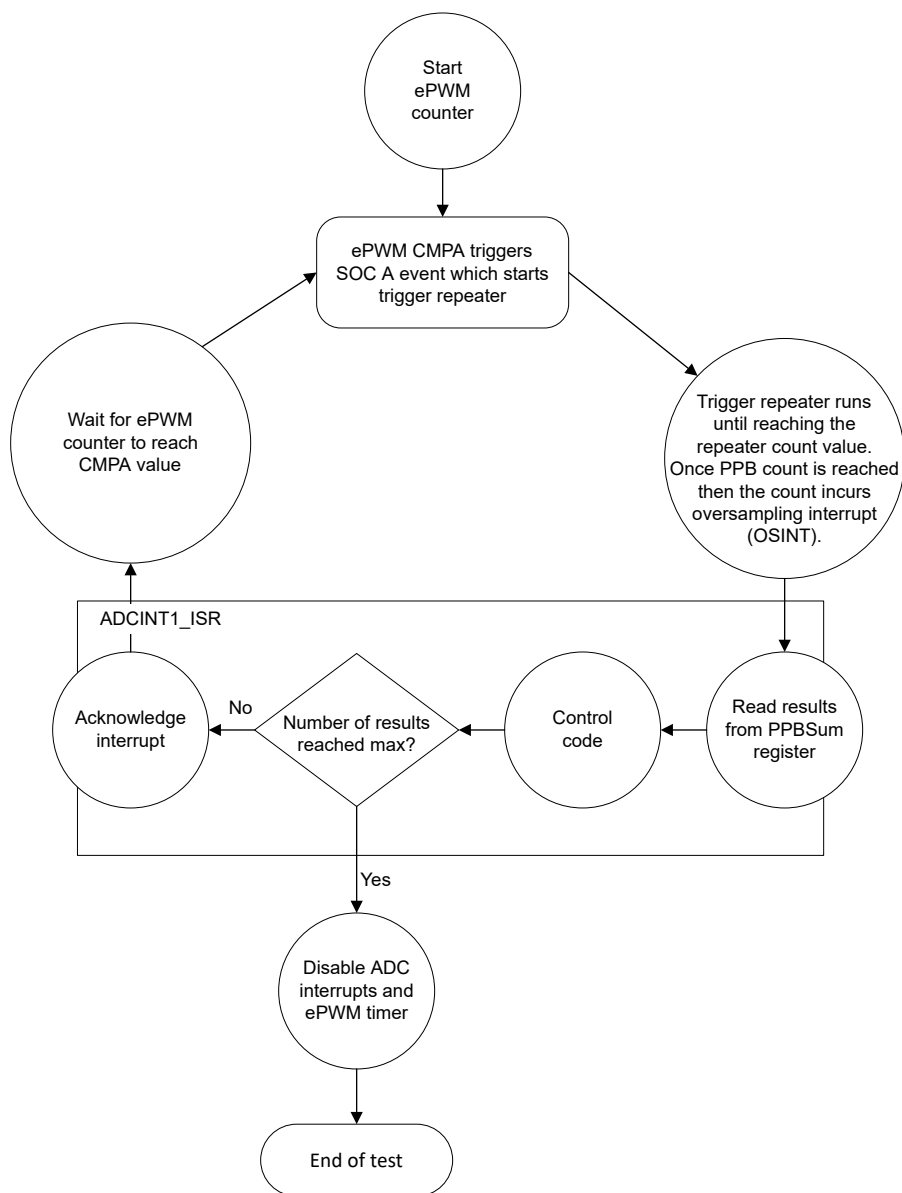 Start
ePWM
counter
ePWM CMPA triggers
SOC A event which starts
trigger repeater
Wait for ePWM
counter to reach
CMPA value
Trigger repeater runs
until reaching the
repeater count value.
Once PPB count is reached
then the count incurs
oversampling interrupt
(OSINT).
ADCINT1_ISR
Acknowledge
interrupt
No
Number of results
reached max?
Control
code
Read results
from PPBSum
register
Yes
Disable ADC
interrupts and
ePWM timer
End of test